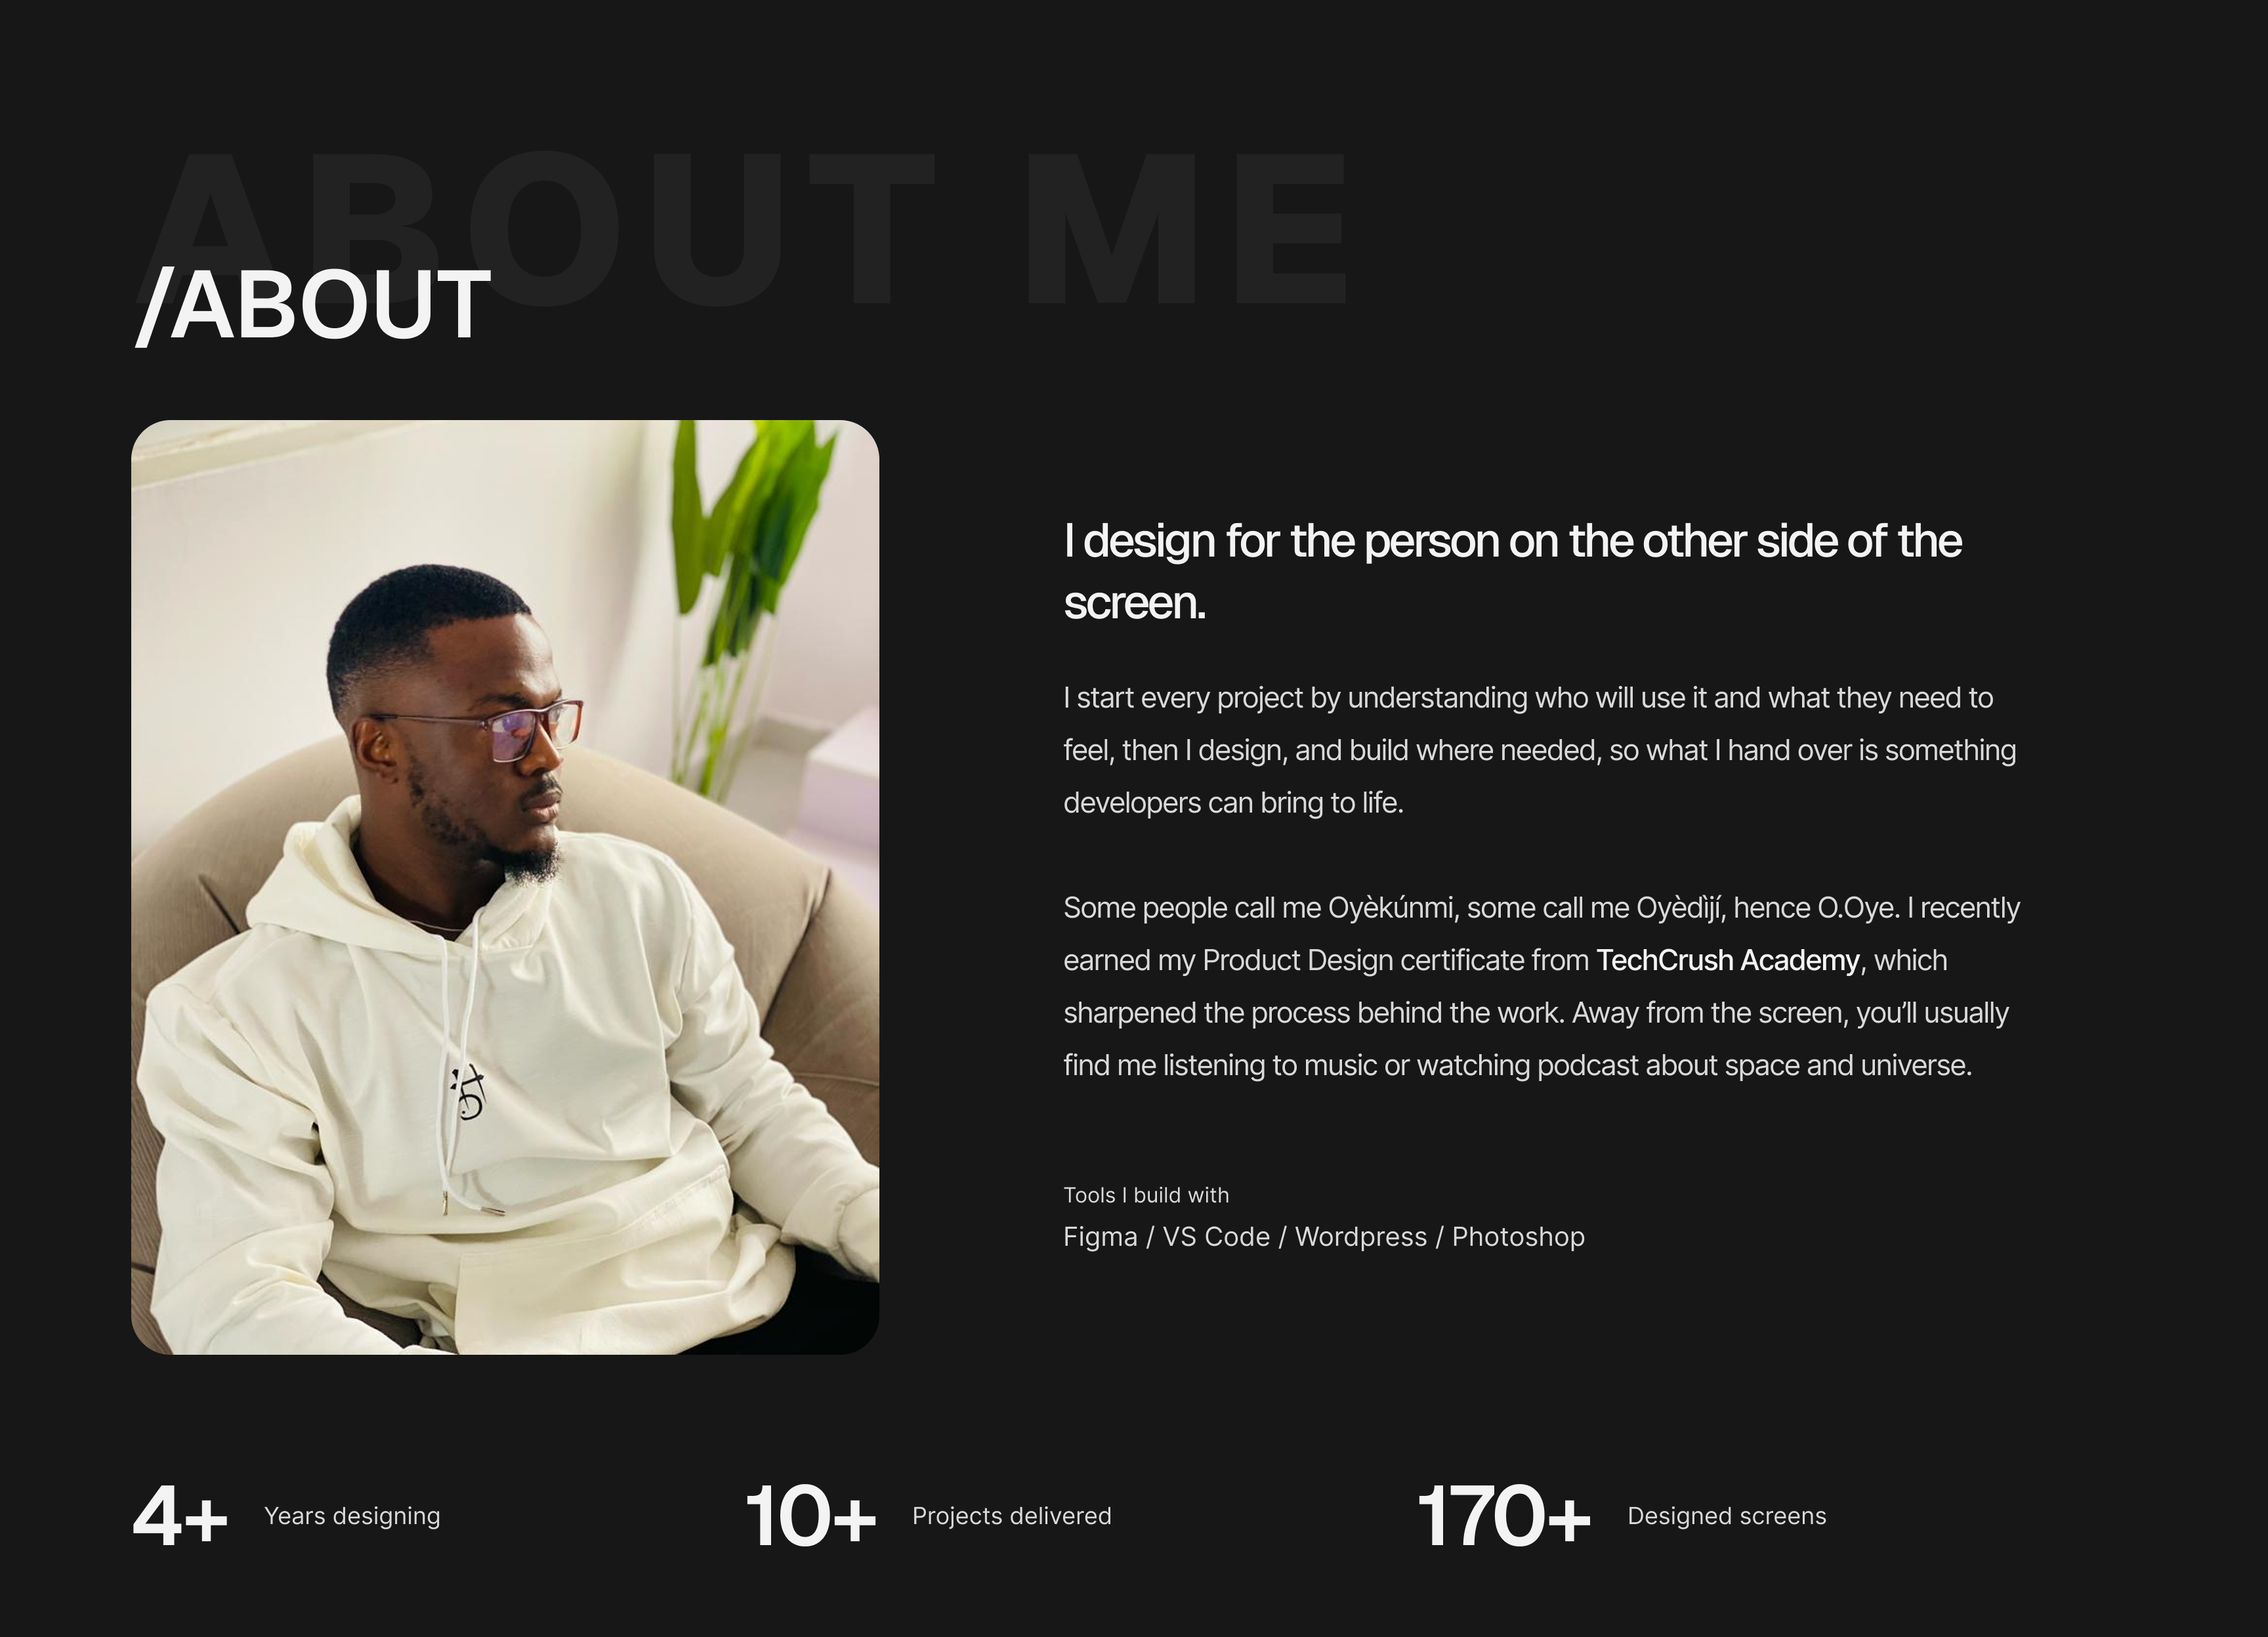 ABOUT ME
/ABOUT
I design for the person on the other side of the
screen.
I start every project by understanding who will use it and what they need to
feel, then I design, and build where needed, so what I hand over is something
developers can bring to life.
Some people call me Oyèkúnmi, some call me Oyèdìjí, hence O.Oye. I recently
earned my Product Design certificate from TechCrush Academy, which
sharpened the process behind the work. Away from the screen, you’ll usually
find me listening to music or watching podcast about space and universe.
Tools I build with
Figma / VS Code / Wordpress / Photoshop
4+ Years designing
10+ Projects delivered
170+ Designed screens